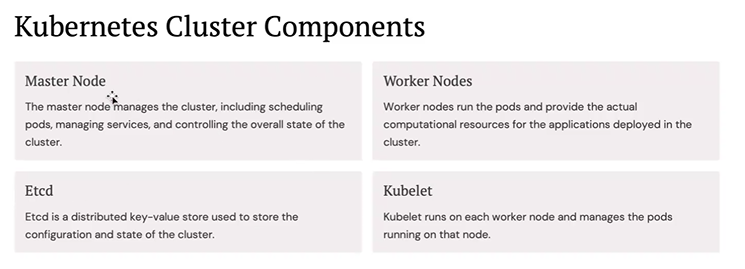 Kubernetes Cluster Components
Master Node
The master node manages the cluster, including scheduling
pods, managing services, and controlling the overall state of the
cluster.
Worker Nodes
Worker nodes run the pods and provide the actual
computational resources for the applications deployed in the
cluster.
Etcd
Etcd is a distributed key-value store used to store the
configuration and state of the cluster.
Kubelet
Kubelet runs on each worker node and manages the pods
running on that node.